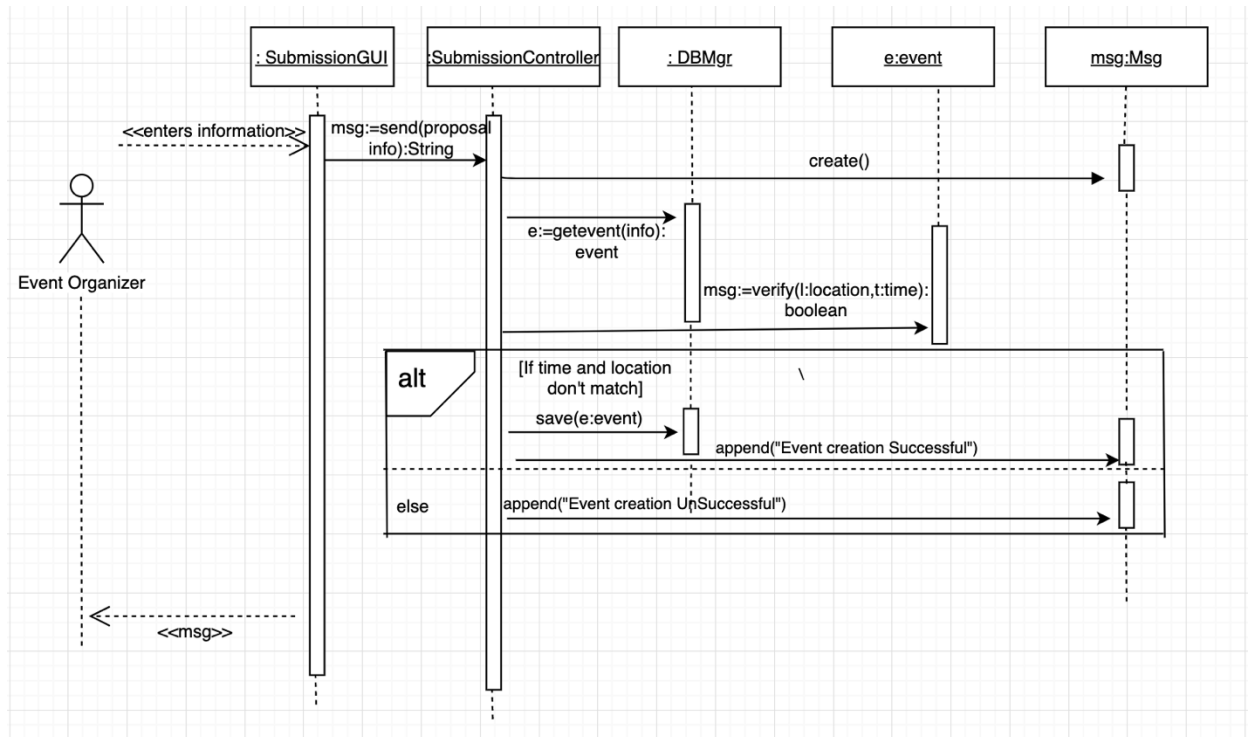 : SubmissionGUI
:SubmissionController
: DBMgr
e:event
msg:Msg
<<enters information>>
msg:=send(proposal
info):String
create()
e:=getevent(info):
event
Event Organizer
msg:=verify(l:location,t:time):
boolean
alt
[If time and location
don't match]
\
save(e:event)
append("Event creation Successful")
else
append("Event creation UnSuccessful")
<<msg>>